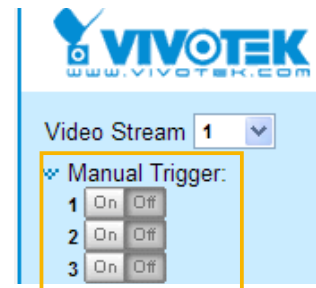 VIVOTEK
www.vivotek.com
Video Stream 1
Manual Trigger:
1 On Off
2 On Off
3 On Off